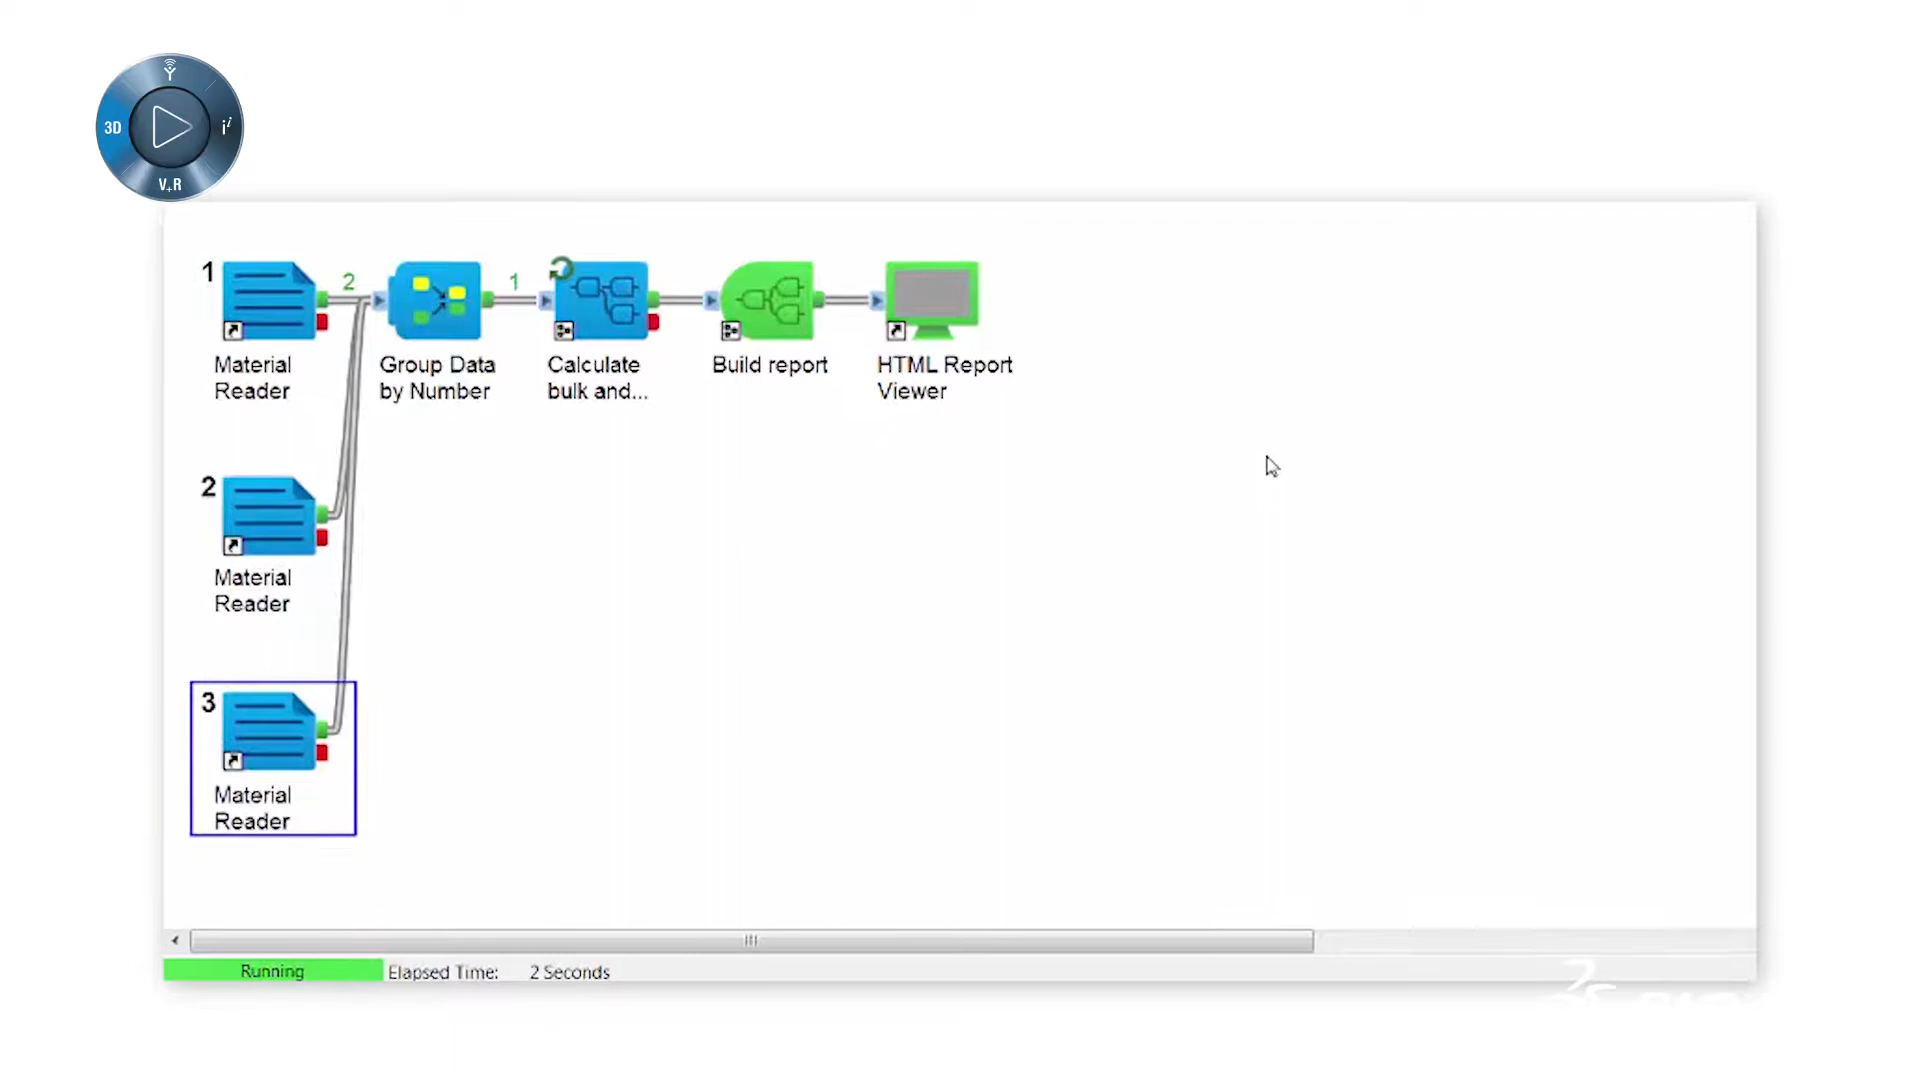 3D
i i
V+R
1
2
1
Material
Reader
Group Data
by Number
Calculate
bulk and...
Build report
HTML Report
Viewer
2
Material
Reader
3
Material
Reader
Running
Elapsed Time: 2 Seconds